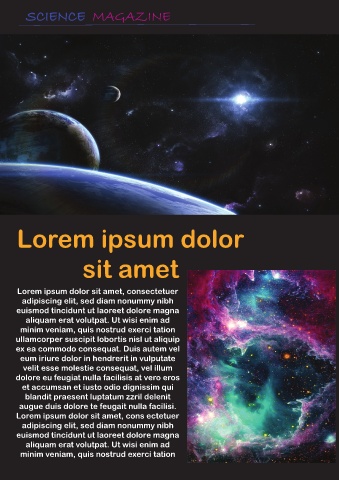 SCIENCE MAGAZINE
Lorem ipsum dolor
sit amet
Lorem ipsum dolor sit amet, consectetuer
adipiscing elit, sed diam nonummy nibh
euismod tincidunt ut laoreet dolore magna
aliquam erat volutpat. Ut wisi enim ad
minim veniam, quis nostrud exerci tation
ullamcorper suscipit lobortis nisl ut aliquip
ex ea commodo consequat. Duis autem vel
eum iriure dolor in hendrerit in vulputate
velit esse molestie consequat, vel illum
dolore eu feugiat nulla facilisis at vero eros
et accumsan et iusto odio dignissim qui
blandit praesent luptatum zzril delenit
augue duis dolore te feugait nulla facilisi.
Lorem ipsum dolor sit amet, cons ectetuer
adipiscing elit, sed diam nonummy nibh
euismod tincidunt ut laoreet dolore magna
aliquam erat volutpat. Ut wisi enim ad
minim veniam, quis nostrud exerci tation